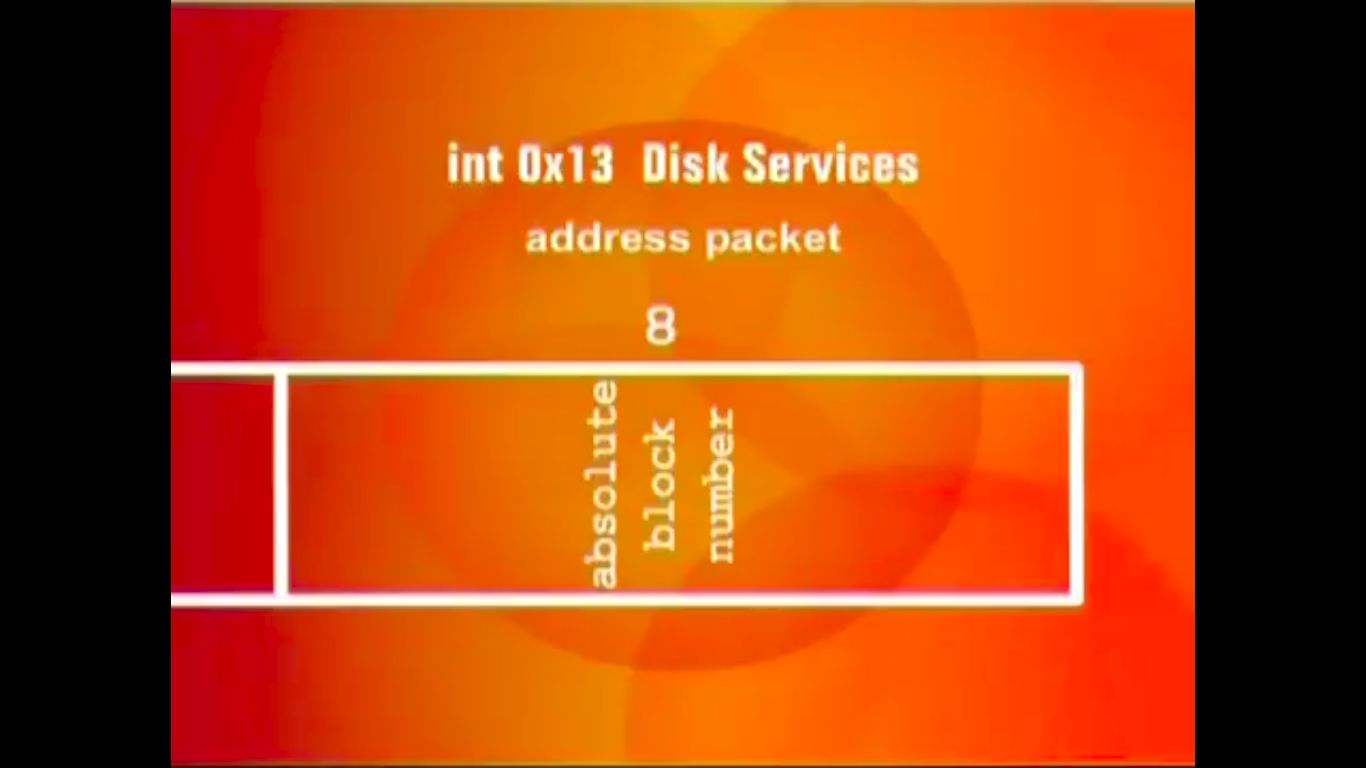 int 0x13 Disk Services
address packet
8
absolute
block
number